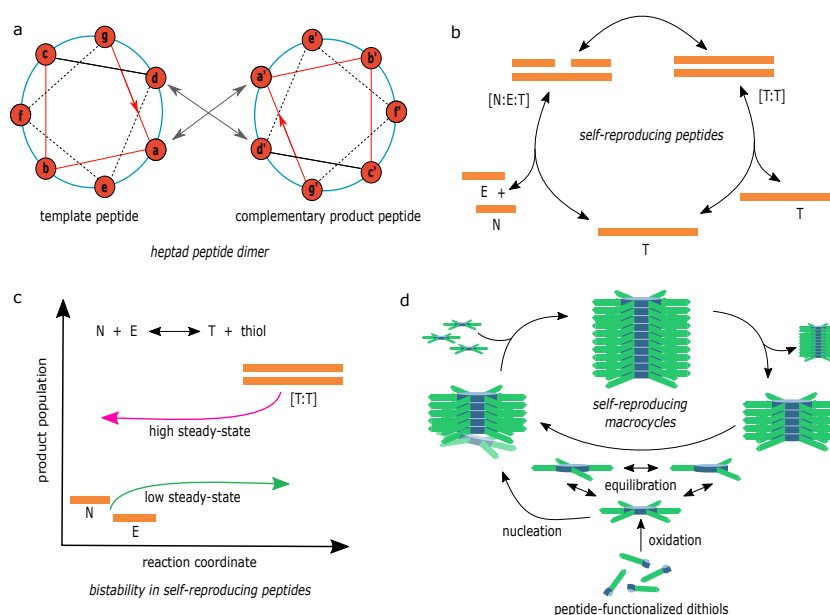 a
g
c
d
f
b
a
e
template peptide
e'
a'
b'
f'
d'
c'
g'
complementary product peptide
heptad peptide dimer
b
[N:E:T]
[T:T]
self-reproducing peptides
E +
N
T
T
c
N + E T + thiol
product population
[T:T]
high steady-state
low steady-state
N
E
reaction coordinate
bistability in self-reproducing peptides
d
self-reproducing
macrocycles
equilibration
nucleation
oxidation
peptide-functionalized dithiols